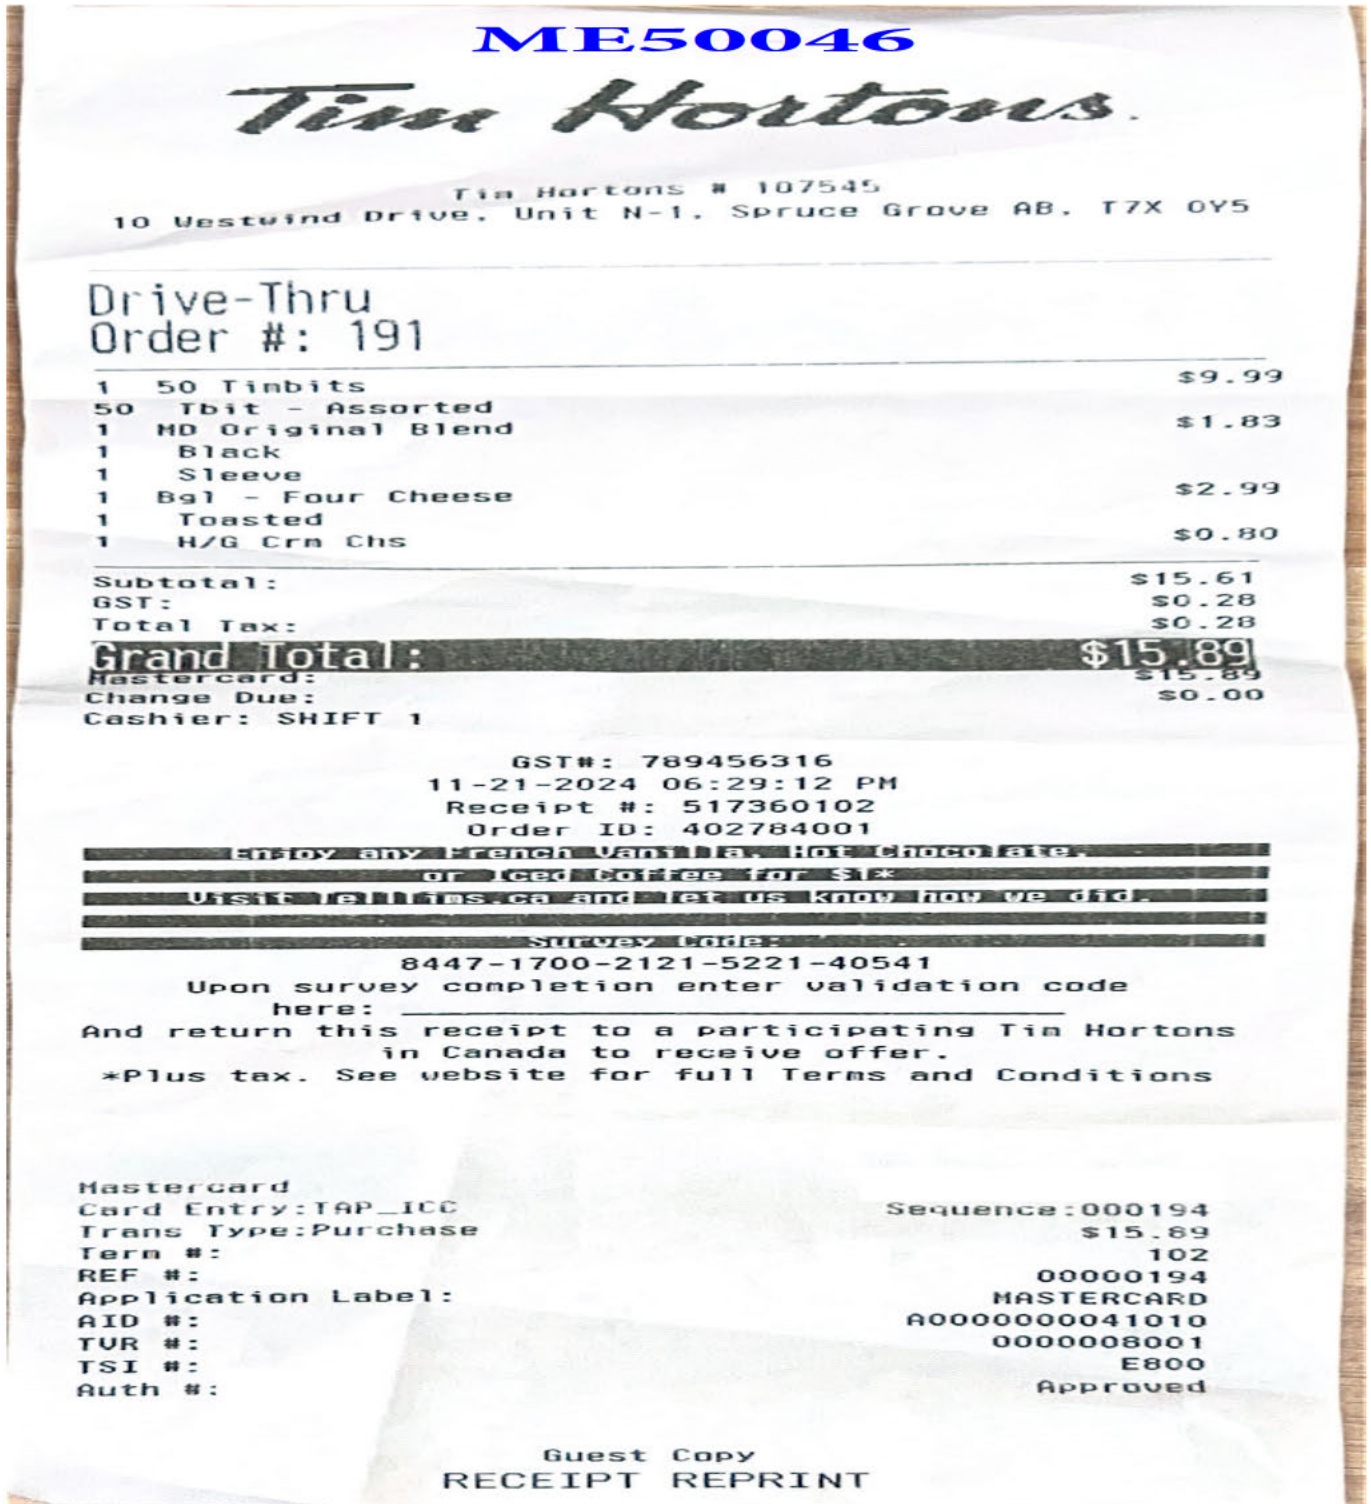 ME50046
Tim Hortons.
Tim Hortons # 107545
10 Westwind Drive, Unit N-1, Spruce Grove AB, T7X 0Y5
Drive-Thru
Order #: 191
1 50 Timbits $9.99
50 Tbit - Assorted
1 MD Original Blend $1.83
1 Black
1 Sleeve
1 Bgl - Four Cheese $2.99
1 Toasted
1 H/G Crm Chs $0.80
Subtotal: $15.61
GST: $0.28
Total Tax: $0.28
Grand Total: $15.89
Mastercard: $15.89
Change Due: $0.00
Cashier: SHIFT 1
GST#: 789456316
11-21-2024 06:29:12 PM
Receipt #: 517360102
Order ID: 402784001
Enjoy any French Vanilla, Hot Chocolate,
or Iced Coffee for $1*
Visit TellTims.ca and let us know how we did.
Survey Code:
8447-1700-2121-5221-40541
Upon survey completion enter validation code
here:
And return this receipt to a participating Tim Hortons
in Canada to receive offer.
*Plus tax. See website for full Terms and Conditions
Mastercard
Card Entry:TAP_ICC Sequence:000194
Trans Type:Purchase $15.89
Term #: 102
REF #: 00000194
Application Label: MASTERCARD
AID #: A0000000041010
TVR #: 0000008001
TSI #: E800
Auth #: Approved
Guest Copy
RECEIPT REPRINT